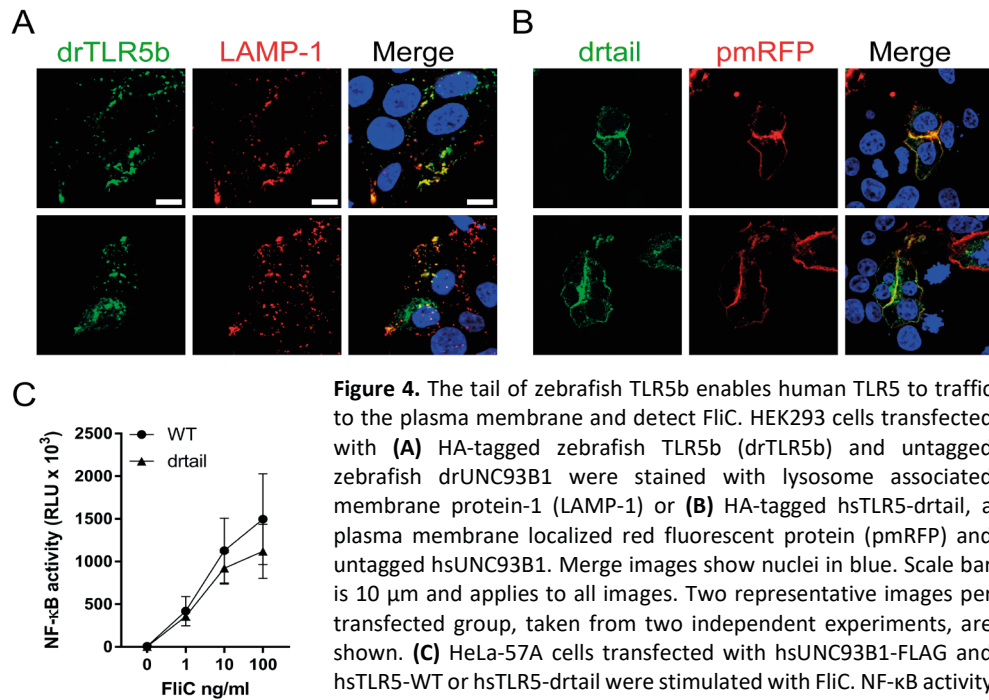 A
drTLR5b LAMP-1 Merge
B
drtail pmRFP Merge
C
WT
drtail
2500
2000
1500
1000
500
0
NF-κB activity (RLU x 10³)
0 1 10 100
FliC ng/ml
Figure 4. The tail of zebrafish TLR5b enables human TLR5 to traffic
to the plasma membrane and detect FliC. HEK293 cells transfected
with (A) HA-tagged zebrafish TLR5b (drTLR5b) and untagged
zebrafish drUNC93B1 were stained with lysosome associated
membrane protein-1 (LAMP-1) or (B) HA-tagged hsTLR5-drtail, a
plasma membrane localized red fluorescent protein (pmRFP) and
untagged hsUNC93B1. Merge images show nuclei in blue. Scale bar
is 10 μm and applies to all images. Two representative images per
transfected group, taken from two independent experiments, are
shown. (C) HeLa-57A cells transfected with hsUNC93B1-FLAG and
hsTLR5-WT or hsTLR5-drtail were stimulated with FliC. NF-κB activity